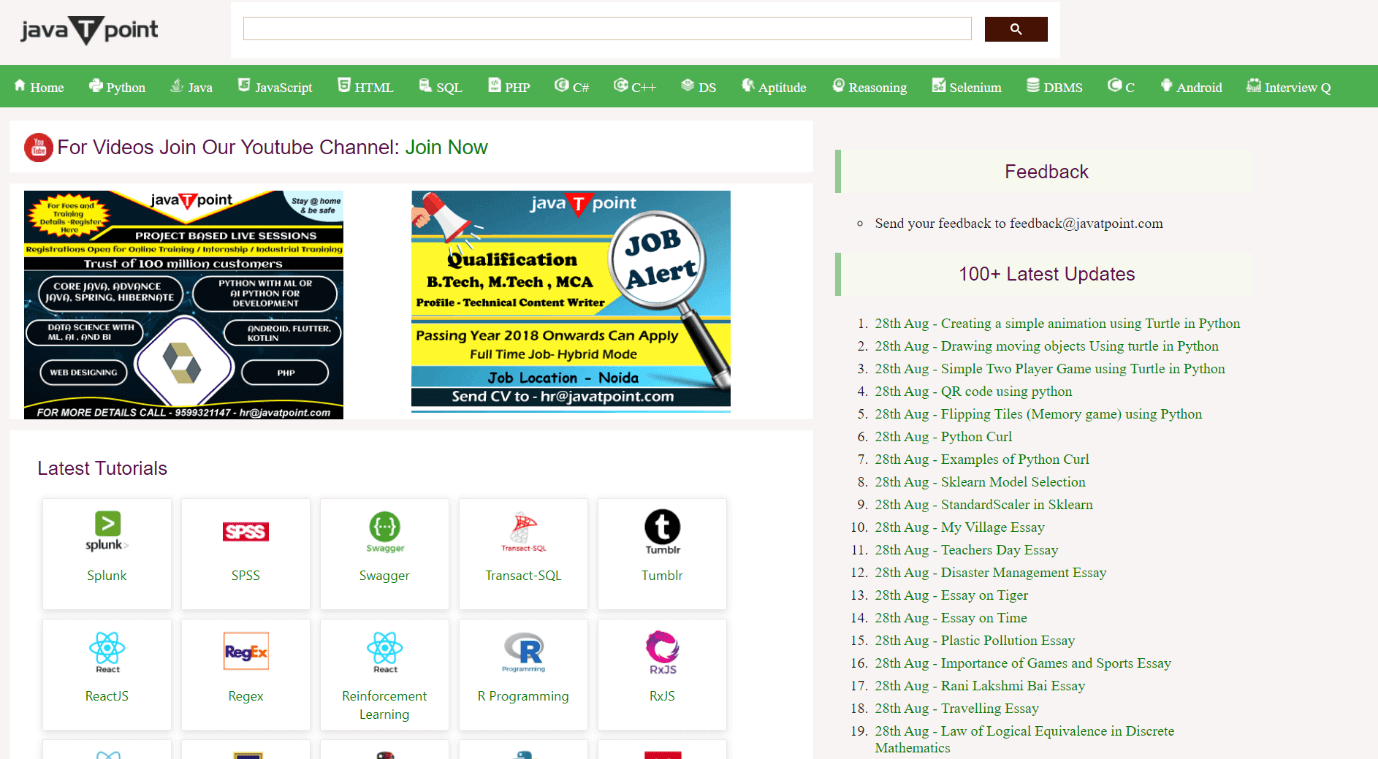 javaTpoint
Home Python Java JavaScript HTML SQL PHP C# C++ DS Aptitude Reasoning Selenium DBMS C Android Interview Q
You
Tube
For Videos Join Our Youtube Channel: Join Now
For Fees and
Training
Details -Register
Here
javaTpoint
Stay @ home
& be safe
PROJECT BASED LIVE SESSIONS
Registrations Open for Online Training / Internship / Industrial Tranining
Trust of 100 million customers
CORE JAVA, ADVANCE
JAVA, SPRING, HIBERNATE
PYTHON WITH ML OR
AI PYTHON FOR
DEVELOPMENT
DATA SCIENCE WITH
ML, AI , AND BI
ANDROID, FLUTTER,
KOTLIN
WEB DESIGNING
PHP
FOR MORE DETAILS CALL - 9599321147 - hr@javatpoint.com
javaTpoint
JOB
Alert
Qualification
B.Tech, M.Tech , MCA
Profile - Technical Content Writer
Passing Year 2018 Onwards Can Apply
Full Time Job- Hybrid Mode
Job Location - Noida
Send CV to - hr@javatpoint.com
Latest Tutorials
splunk>
Splunk
SPSS
SPSS
Swagger
Swagger
Transact-SQL
Transact-SQL
t
Tumblr
Tumblr
React
ReactJS
RegEx
Regex
React
Reinforcement
Learning
R
Programming
R Programming
RxJS
RxJS
Feedback
Send your feedback to feedback@javatpoint.com
100+ Latest Updates
1. 28th Aug - Creating a simple animation using Turtle in Python
2. 28th Aug - Drawing moving objects Using turtle in Python
3. 28th Aug - Simple Two Player Game using Turtle in Python
4. 28th Aug - QR code using python
5. 28th Aug - Flipping Tiles (Memory game) using Python
6. 28th Aug - Python Curl
7. 28th Aug - Examples of Python Curl
8. 28th Aug - Sklearn Model Selection
9. 28th Aug - StandardScaler in Sklearn
10. 28th Aug - My Village Essay
11. 28th Aug - Teachers Day Essay
12. 28th Aug - Disaster Management Essay
13. 28th Aug - Essay on Tiger
14. 28th Aug - Essay on Time
15. 28th Aug - Plastic Pollution Essay
16. 28th Aug - Importance of Games and Sports Essay
17. 28th Aug - Rani Lakshmi Bai Essay
18. 28th Aug - Travelling Essay
19. 28th Aug - Law of Logical Equivalence in Discrete
Mathematics